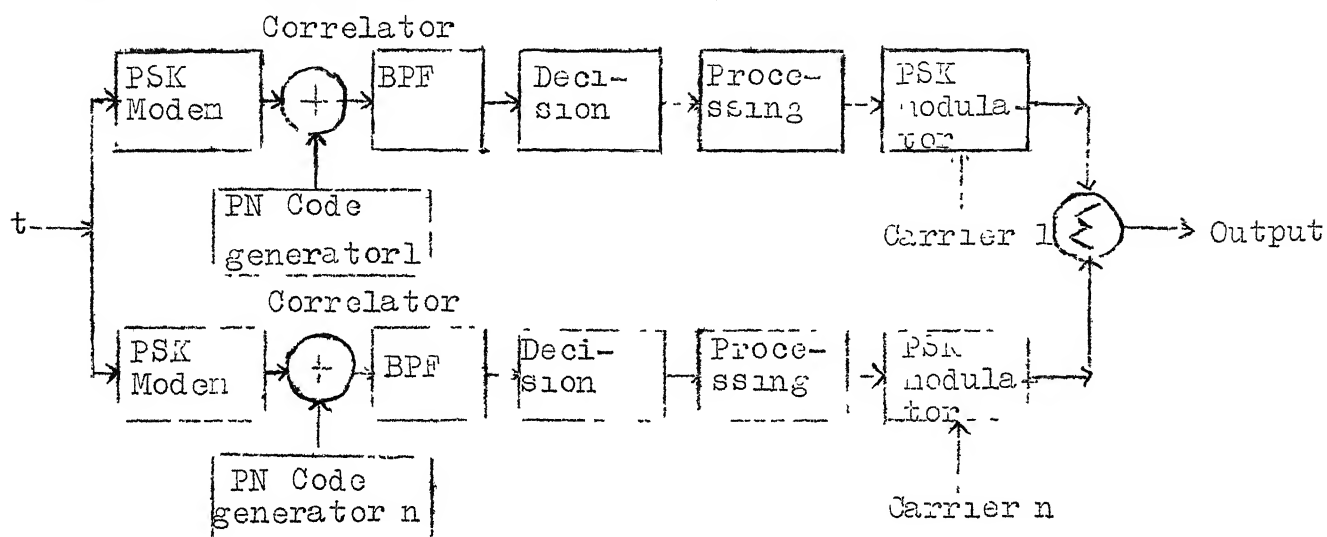 Correlator
PSK
Moden
+
BPF
Deci-
sion
Proce-
ssing
PSK
modula
tor
PN Code
generator1
t
Carrier 1
Σ
Output
Correlator
PSK
Moden
+
BPF
Deci-
sion
Proce-
ssing
PSK
modula
tor
PN Code
generator n
Carrier n